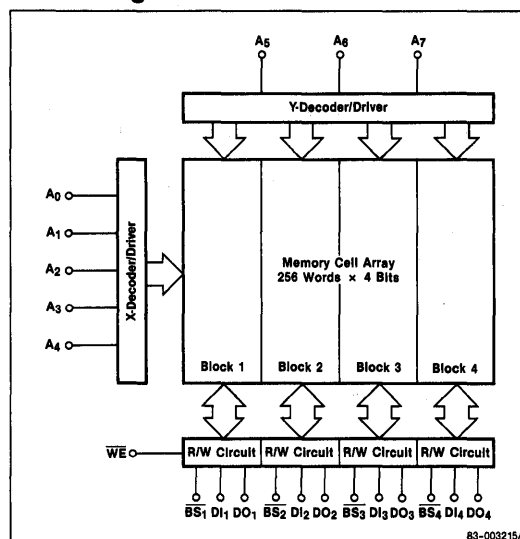 A5 A6 A7
Y-Decoder/Driver
A0
A1
A2
A3
A4
X-Decoder/Driver
Memory Cell Array
256 Words × 4 Bits
Block 1 Block 2 Block 3 Block 4
WE
R/W Circuit R/W Circuit R/W Circuit R/W Circuit
BS1 DI1 DO1 BS2 DI2 DO2 BS3 DI3 DO3 BS4 DI4 DO4